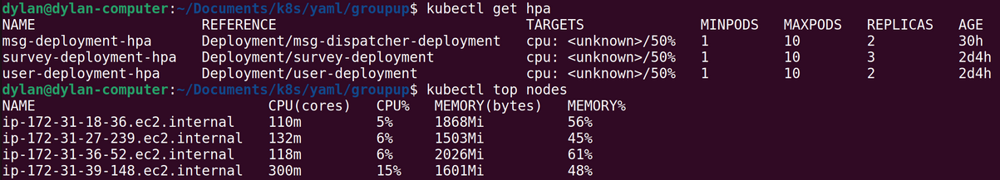 dylan@dylan-computer:~/Documents/k8s/yaml/groupup$ kubectl get hpa
NAME REFERENCE TARGETS MINPODS MAXPODS REPLICAS AGE
msg-deployment-hpa Deployment/msg-dispatcher-deployment cpu: <unknown>/50% 1 10 2 30h
survey-deployment-hpa Deployment/survey-deployment cpu: <unknown>/50% 1 10 3 2d4h
user-deployment-hpa Deployment/user-deployment cpu: <unknown>/50% 1 10 2 2d4h
dylan@dylan-computer:~/Documents/k8s/yaml/groupup$ kubectl top nodes
NAME CPU(cores) CPU% MEMORY(bytes) MEMORY%
ip-172-31-18-36.ec2.internal 110m 5% 1868Mi 56%
ip-172-31-27-239.ec2.internal 132m 6% 1503Mi 45%
ip-172-31-36-52.ec2.internal 118m 6% 2026Mi 61%
ip-172-31-39-148.ec2.internal 300m 15% 1601Mi 48%